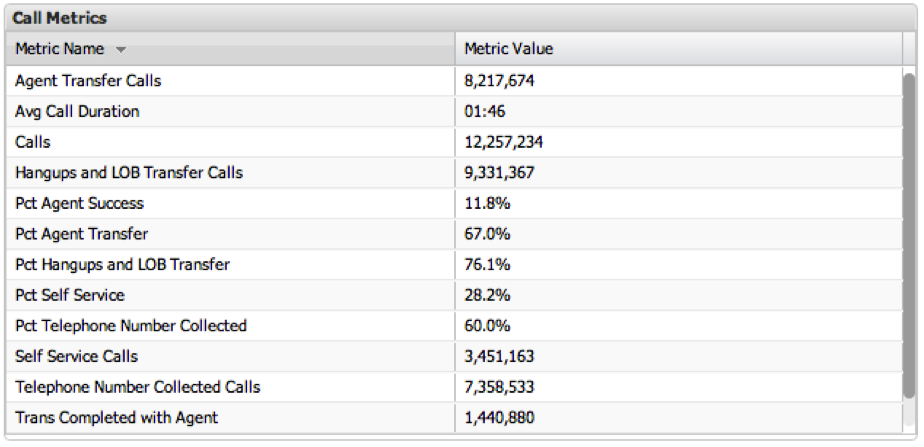 Call Metrics
Metric Name Metric Value
Agent Transfer Calls 8,217,674
Avg Call Duration 01:46
Calls 12,257,234
Hangups and LOB Transfer Calls 9,331,367
Pct Agent Success 11.8%
Pct Agent Transfer 67.0%
Pct Hangups and LOB Transfer 76.1%
Pct Self Service 28.2%
Pct Telephone Number Collected 60.0%
Self Service Calls 3,451,163
Telephone Number Collected Calls 7,358,533
Trans Completed with Agent 1,440,880